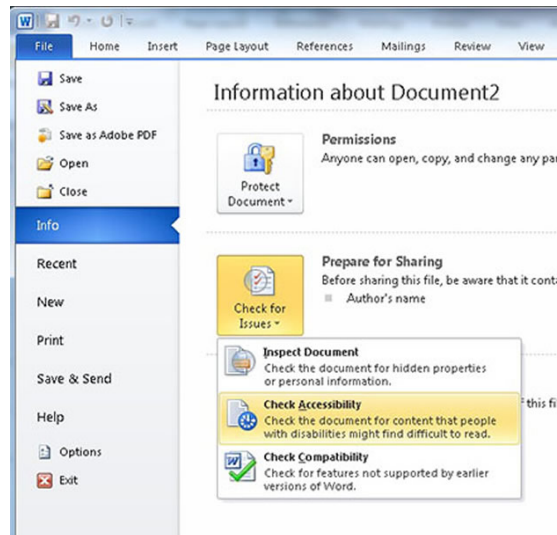 File Home Insert Page Layout References Mailings Review View
Save
Save As
Save as Adobe PDF
Open
Close
Info
Recent
New
Print
Save & Send
Help
Options
Exit
Information about Document2
Protect
Document
Permissions
Anyone can open, copy, and change any
Check for
Issues
Prepare for Sharing
Before sharing this file, be aware that it
Author's name
Inspect Document
Check the document for hidden properties
or personal information.
Check Accessibility
Check the document for content that people
with disabilities might find difficult to read.
Check Compatibility
Check for features not supported by earlier
versions of Word.
this